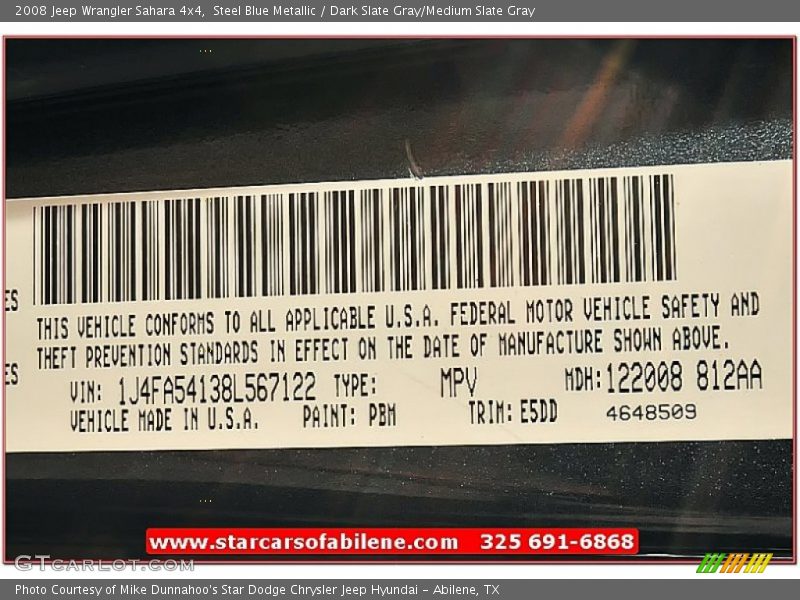 2008 Jeep Wrangler Sahara 4x4,  Steel Blue Metallic / Dark Slate Gray/Medium Slate Gray
ES
THIS VEHICLE CONFORMS TO ALL APPLICABLE U.S.A. FEDERAL MOTOR VEHICLE SAFETY AND
ES
THEFT PREVENTION STANDARDS IN EFFECT ON THE DATE OF MANUFACTURE SHOWN ABOVE.
VIN: 1J4FA54138L567122 TYPE: MPV MDH:122008 812AA
VEHICLE MADE IN U.S.A. PAINT: PBM TRIM: E5DD 4648509
www.starcarsofabilene.com 325 691-6868
GTCARLOT.COM
Photo Courtesy of Mike Dunnahoo's Star Dodge Chrysler Jeep Hyundai - Abilene, TX